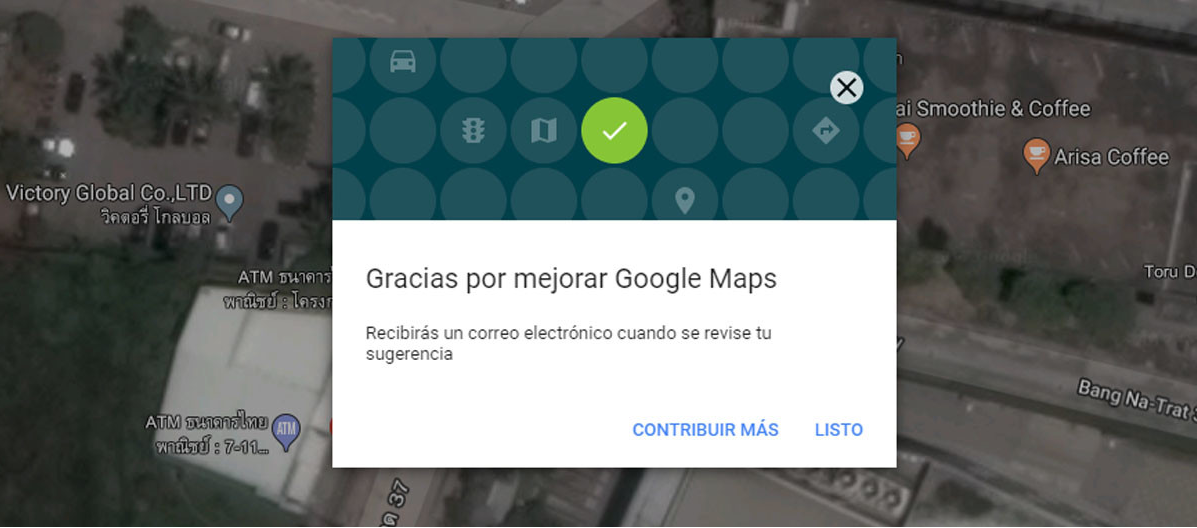 ai Smoothie & Coffee
Arisa Coffee
Victory Global Co.,LTD
วิคตอรี่ โกลบอล
ATM ธนาคาร
พาณิชย์ : โครง
Gracias por mejorar Google Maps
Toru D
Recibirás un correo electrónico cuando se revise tu
sugerencia
Bang Na-Trat
ATM ธนาคารไทย
พาณิชย์ : 7-11...
ATM
CONTRIBUIR MÁS
LISTO
37